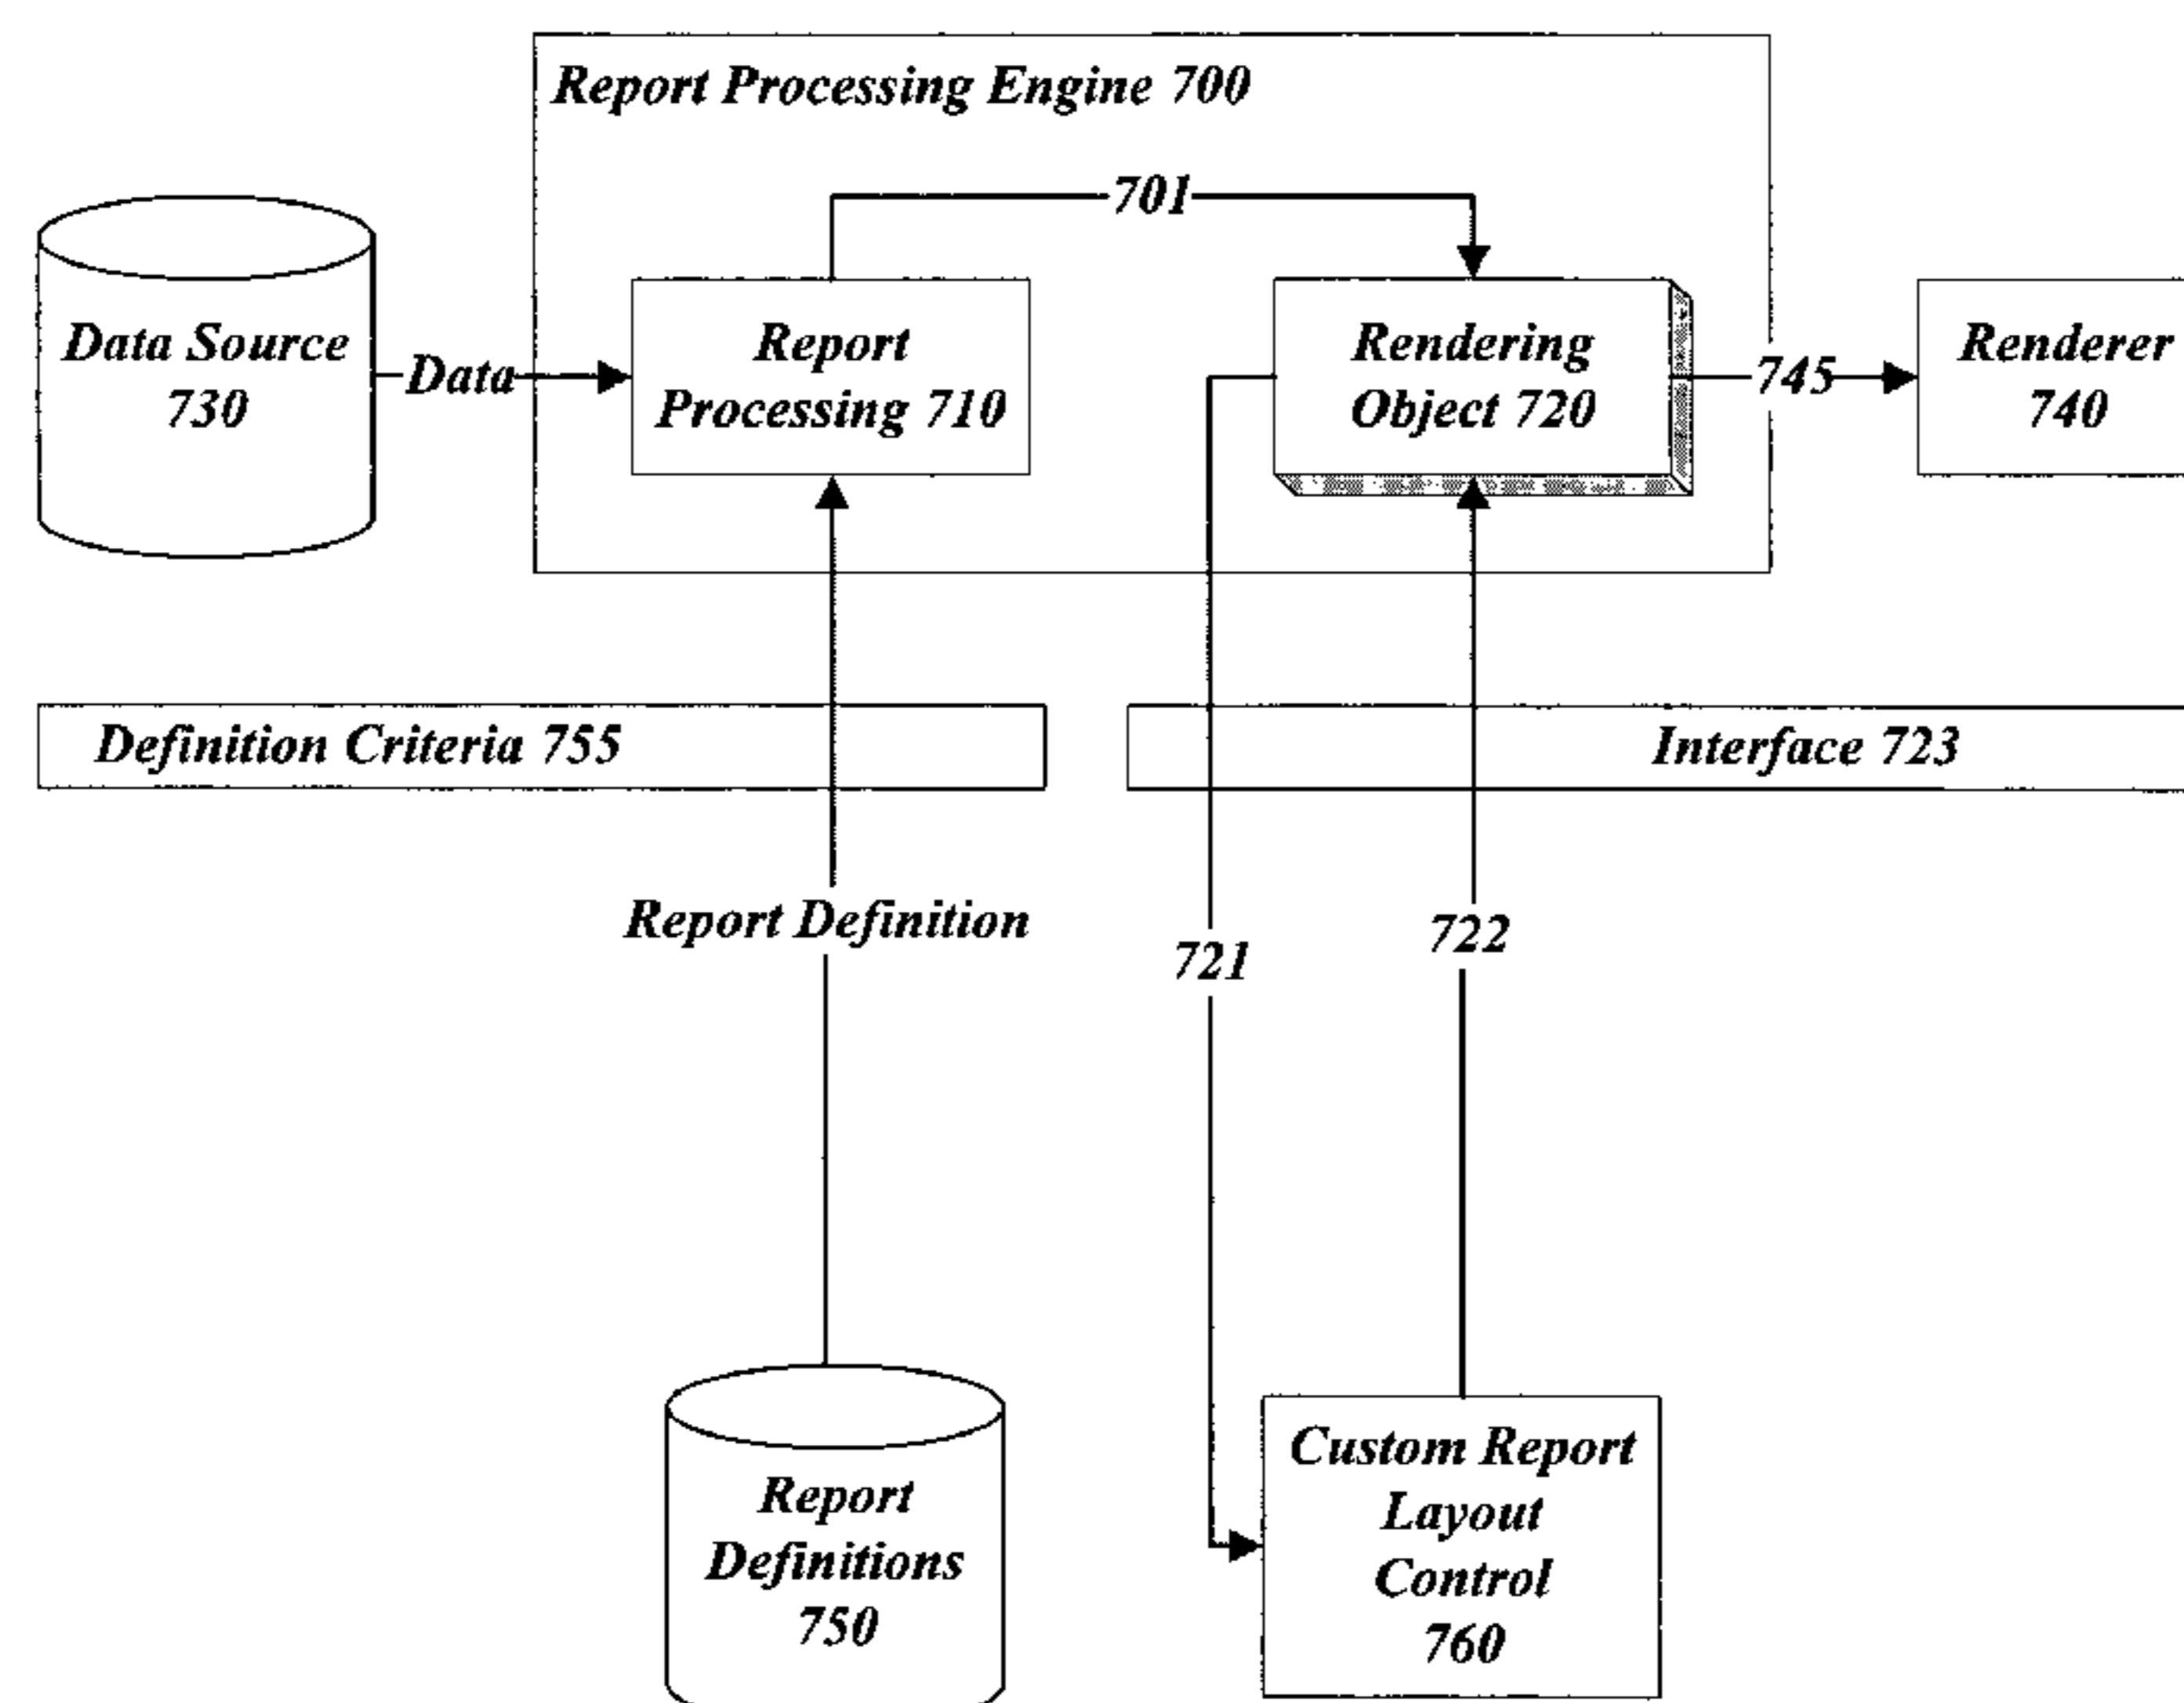 Report Processing Engine 700
701
Data Source
730
Data
Report
Processing 710
Rendering
Object 720
745
Renderer
740
Definition Criteria 755
Interface 723
Report Definition
721
722
Report
Definitions
750
Custom Report
Layout
Control
760